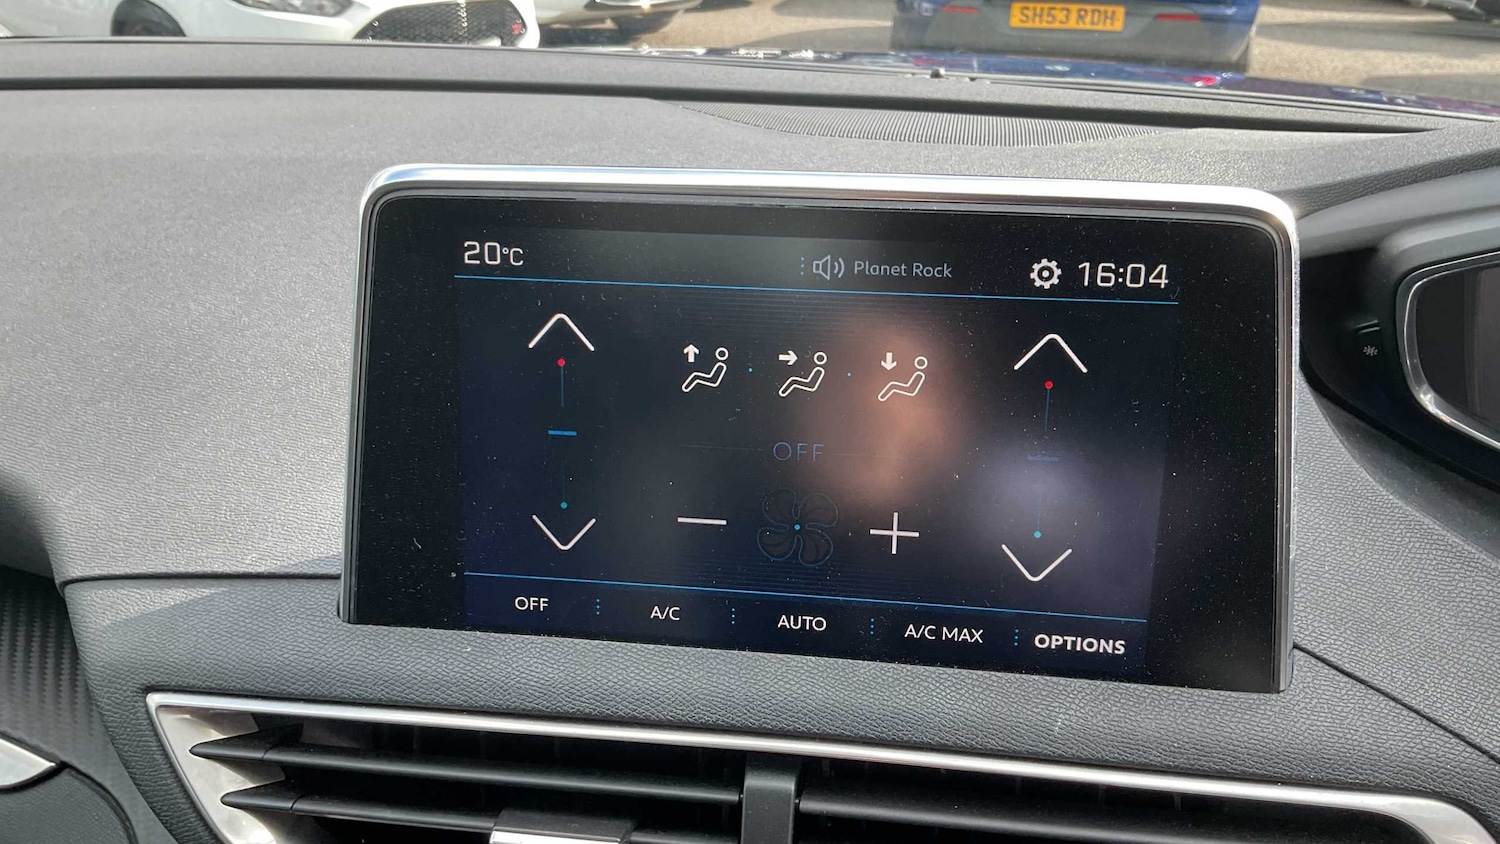 SH53 RDH
20°C
Planet Rock
16:04
OFF
OFF
A/C
AUTO
A/C MAX
OPTIONS